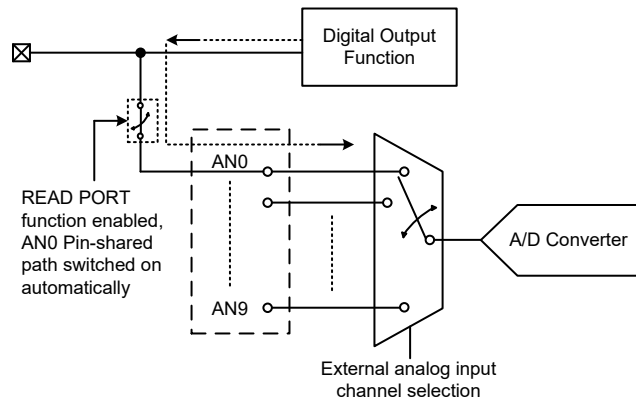 Digital Output
Function
READ PORT
function enabled,
AN0 Pin-shared
path switched on
automatically
AN0
AN9
A/D Converter
External analog input
channel selection